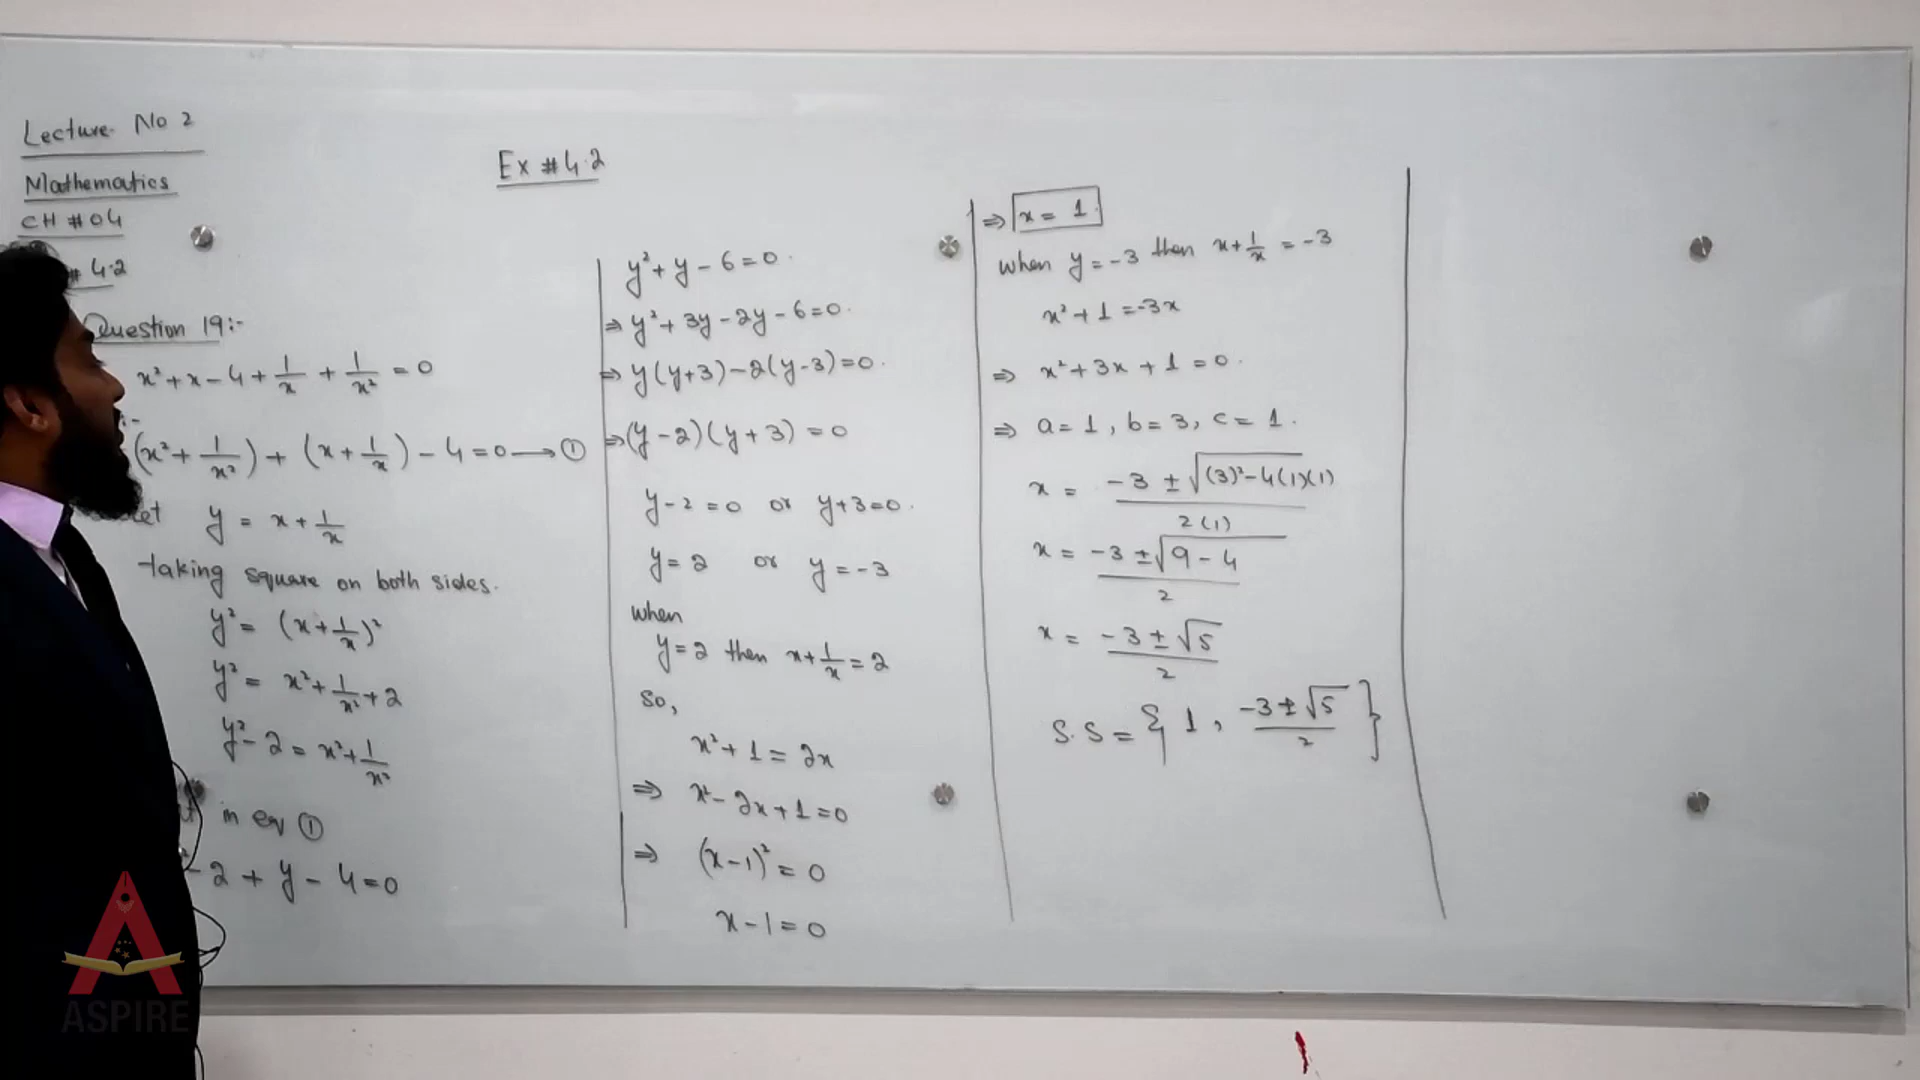 Lecture No 2
Mathematics
CH # 04
# 4.2
Ex # 4.2
Question 19:-
x² + x - 4 + 1/x + 1/x² = 0
:-
(x² + 1/x²) + (x + 1/x) - 4 = 0 → ①
let y = x + 1/x
taking square on both sides.
y² = (x + 1/x)²
y² = x² + 1/x² + 2
y² - 2 = x² + 1/x²
in eq ①
- 2 + y - 4 = 0
y² + y - 6 = 0.
⇒ y² + 3y - 2y - 6 = 0.
⇒ y(y+3) - 2(y-3) = 0.
⇒ (y - 2)(y + 3) = 0
y - 2 = 0 or y + 3 = 0.
y = 2 or y = -3
when
y = 2 then x + 1/x = 2
So,
x² + 1 = 2x
⇒ x² - 2x + 1 = 0
⇒ (x - 1)² = 0
x - 1 = 0
⇒ x = 1.
when y = -3 then x + 1/x = -3
x² + 1 = -3x
⇒ x² + 3x + 1 = 0.
⇒ a = 1, b = 3, c = 1.
x = -3 ± √(3)² - 4(1)(1) / 2(1)
x = -3 ± √9 - 4 / 2
x = -3 ± √5 / 2
S.S = { 1, -3 ± √5 / 2 }
ASPIRE